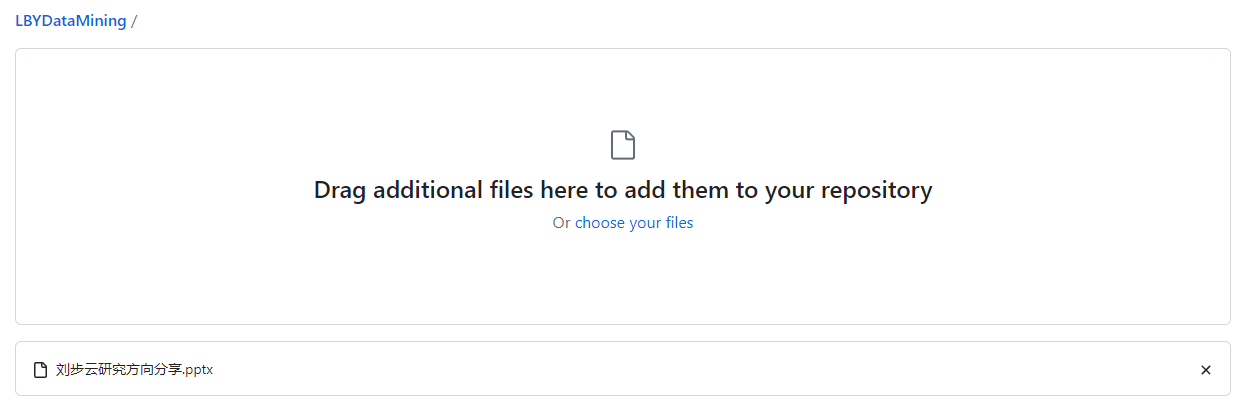 LBYDataMining /
Drag additional files here to add them to your repository
Or choose your files
刘步云研究方向分享.pptx